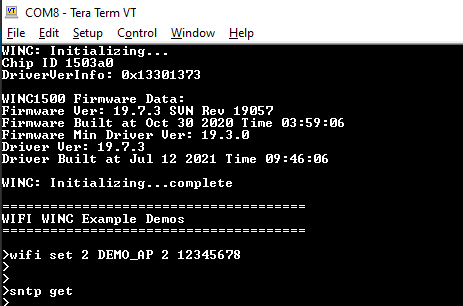 COM8 - Tera Term VT
File Edit Setup Control Window Help
WINC: Initializing...
Chip ID 1503a0
DriverVerInfo: 0x13301373
WINC1500 Firmware Data:
Firmware Ver: 19.7.3 SVN Rev 19057
Firmware Built at Oct 30 2020 Time 03:59:06
Firmware Min Driver Ver: 19.3.0
Driver Ver: 19.7.3
Driver Built at Jul 12 2021 Time 09:46:06
WINC: Initializing...complete
======================================
WIFI WINC Example Demos
======================================
>wifi set 2 DEMO_AP 2 12345678
>
>
>sntp get